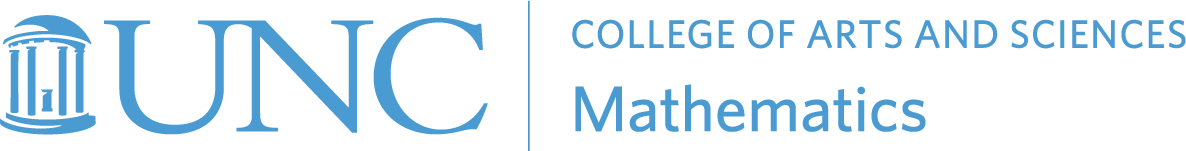 UNC
COLLEGE OF ARTS AND SCIENCES
Mathematics